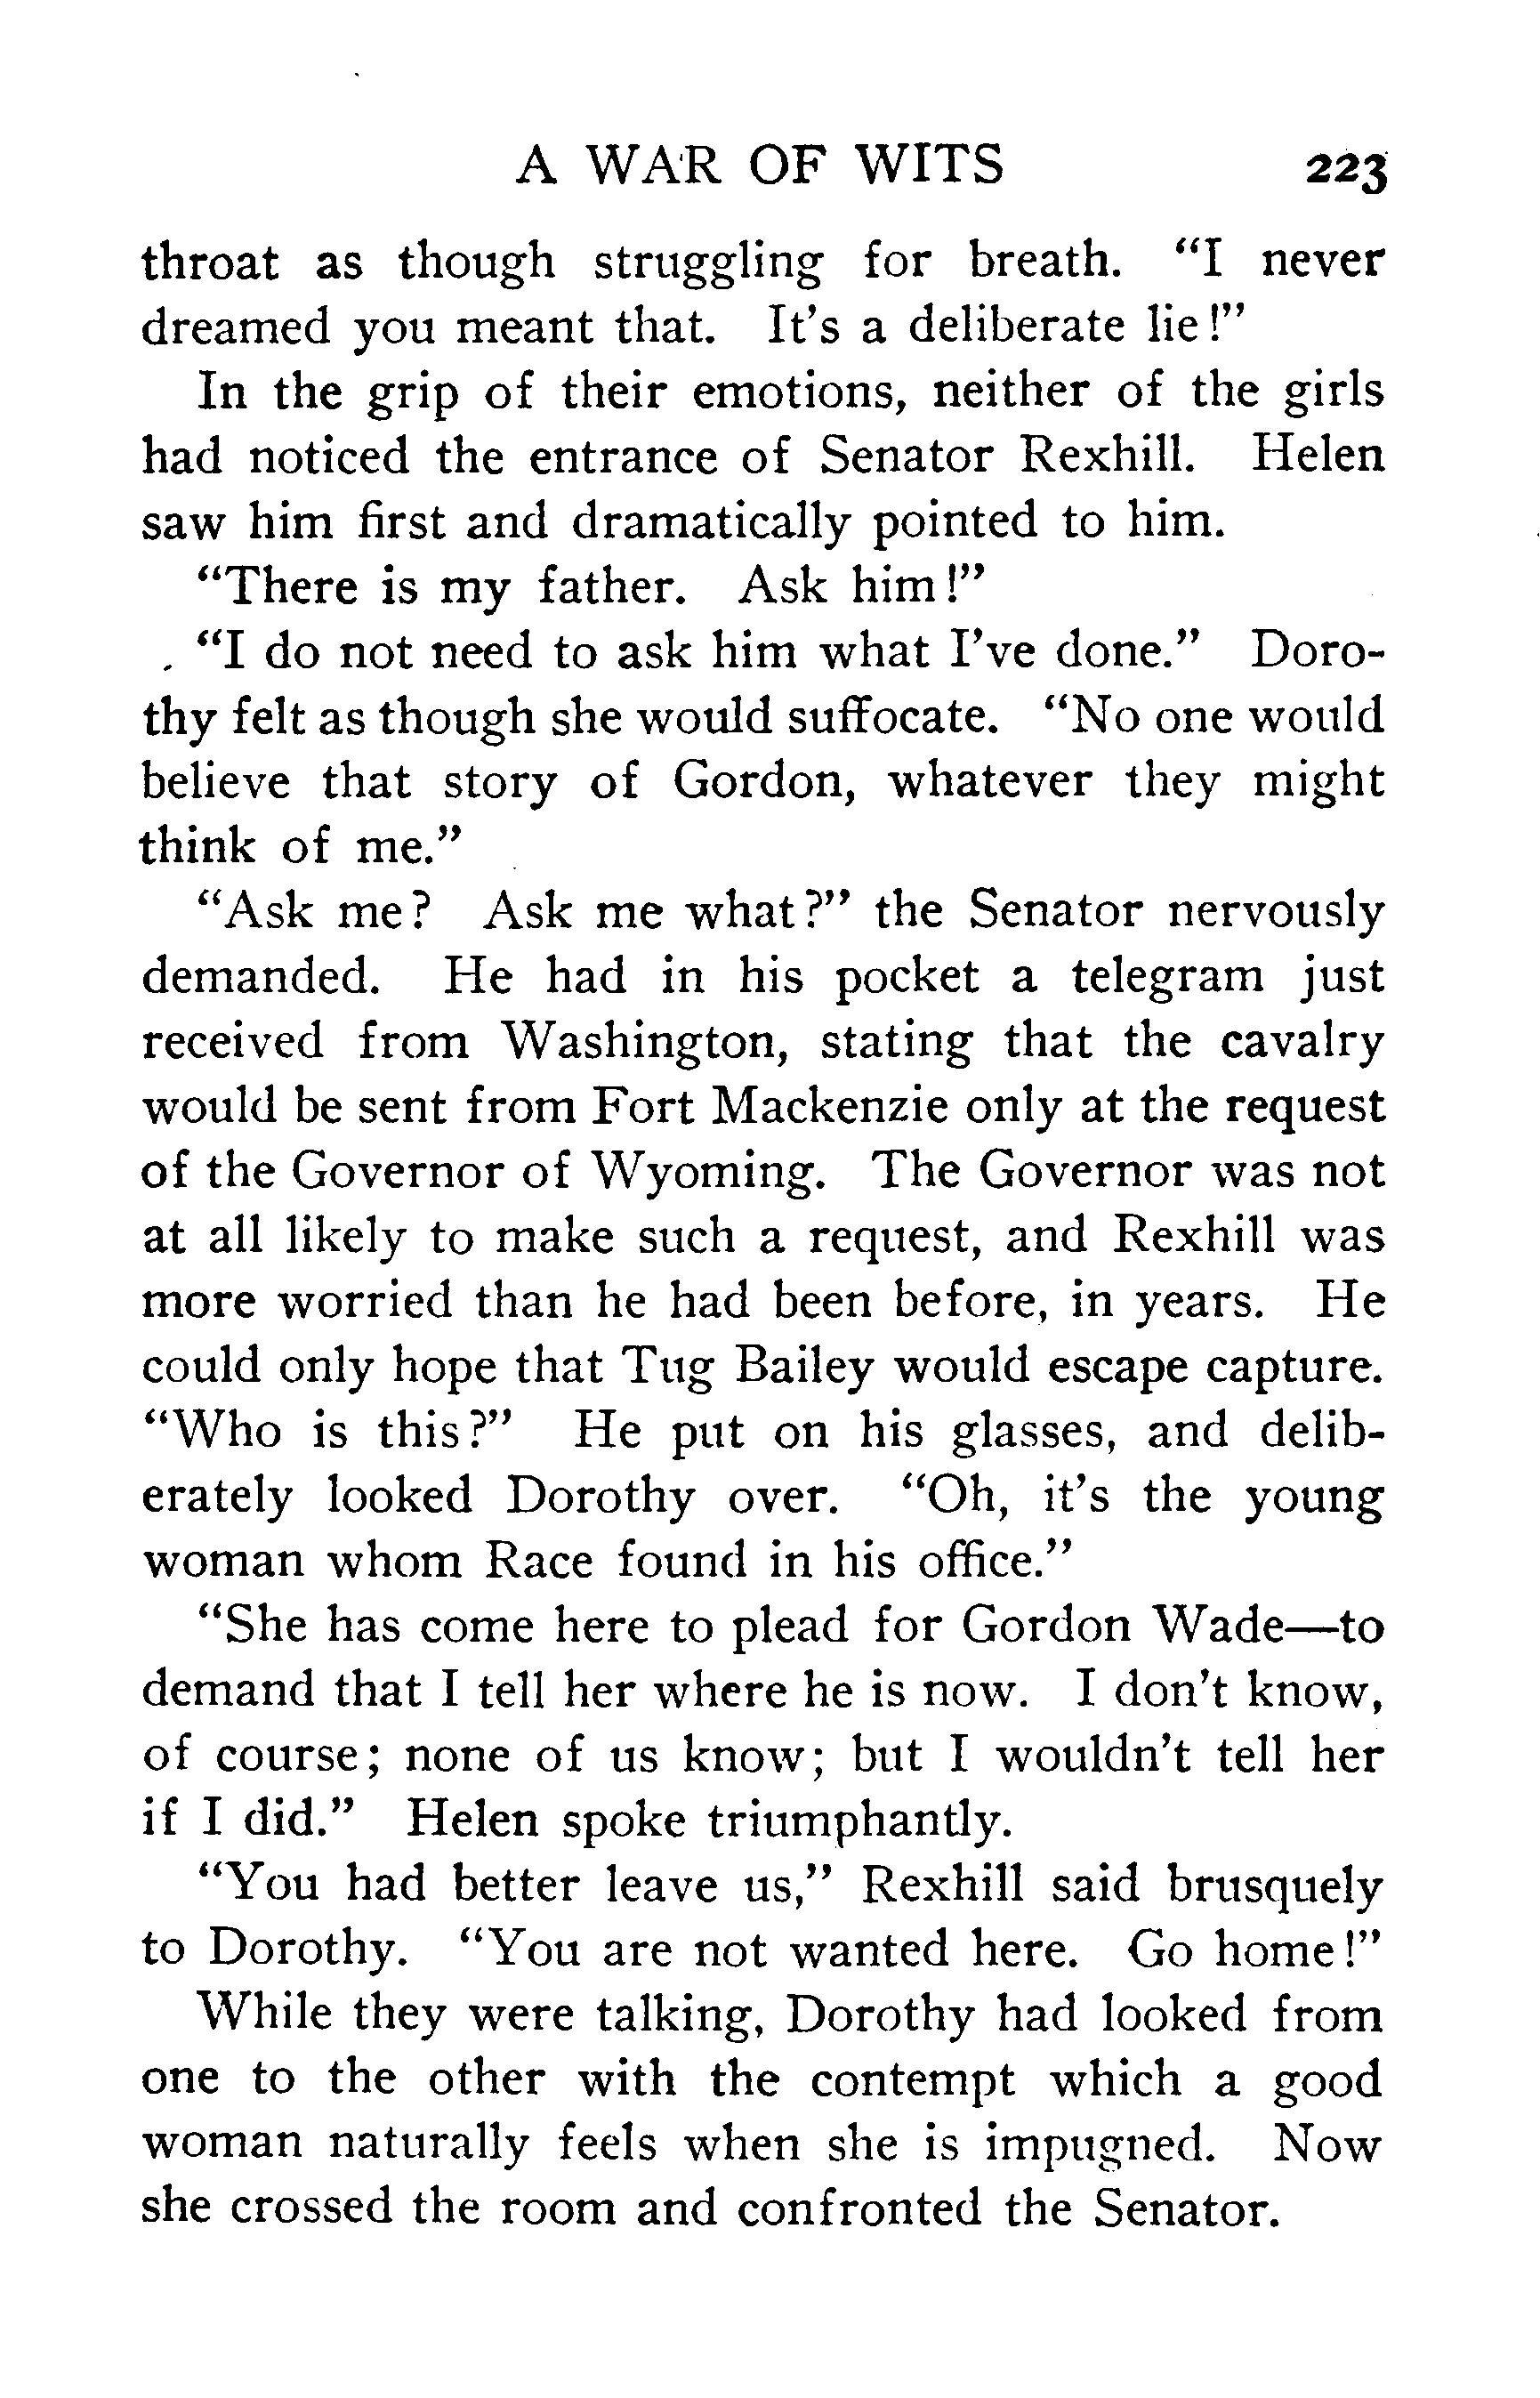 A WAR OF WITS 223
throat as though struggling for breath. "I never
dreamed you meant that. It's a deliberate lie!"
In the grip of their emotions, neither of the girls
had noticed the entrance of Senator Rexhill. Helen
saw him first and dramatically pointed to him.
"There is my father. Ask him!"
"I do not need to ask him what I've done." Doro-
thy felt as though she would suffocate. "No one would
believe that story of Gordon, whatever they might
think of me."
"Ask me? Ask me what?" the Senator nervously
demanded. He had in his pocket a telegram just
received from Washington, stating that the cavalry
would be sent from Fort Mackenzie only at the request
of the Governor of Wyoming. The Governor was not
at all likely to make such a request, and Rexhill was
more worried than he had been before, in years. He
could only hope that Tug Bailey would escape capture.
"Who is this?" He put on his glasses, and delib-
erately looked Dorothy over. "Oh, it's the young
woman whom Race found in his office."
"She has come here to plead for Gordon Wade—to
demand that I tell her where he is now. I don't know,
of course; none of us know; but I wouldn't tell her
if I did." Helen spoke triumphantly.
"You had better leave us," Rexhill said brusquely
to Dorothy. "You are not wanted here. Go home!"
While they were talking, Dorothy had looked from
one to the other with the contempt which a good
woman naturally feels when she is impugned. Now
she crossed the room and confronted the Senator.